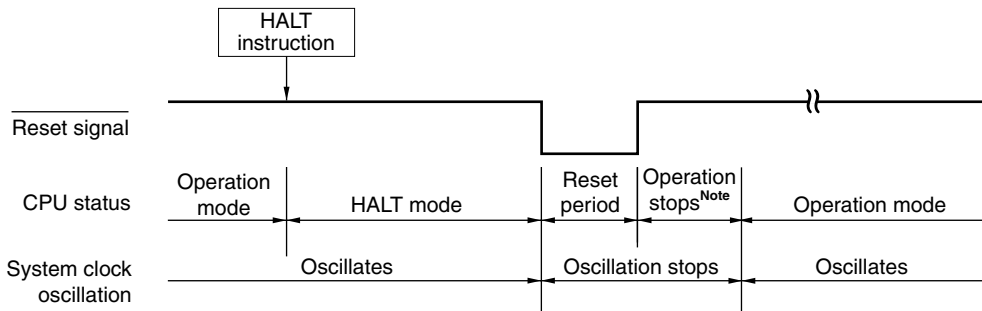 HALT
instruction
Reset signal
CPU status
Operation
mode
HALT mode
Reset
period
Operation
stopsNote
Operation mode
System clock
oscillation
Oscillates
Oscillation stops
Oscillates